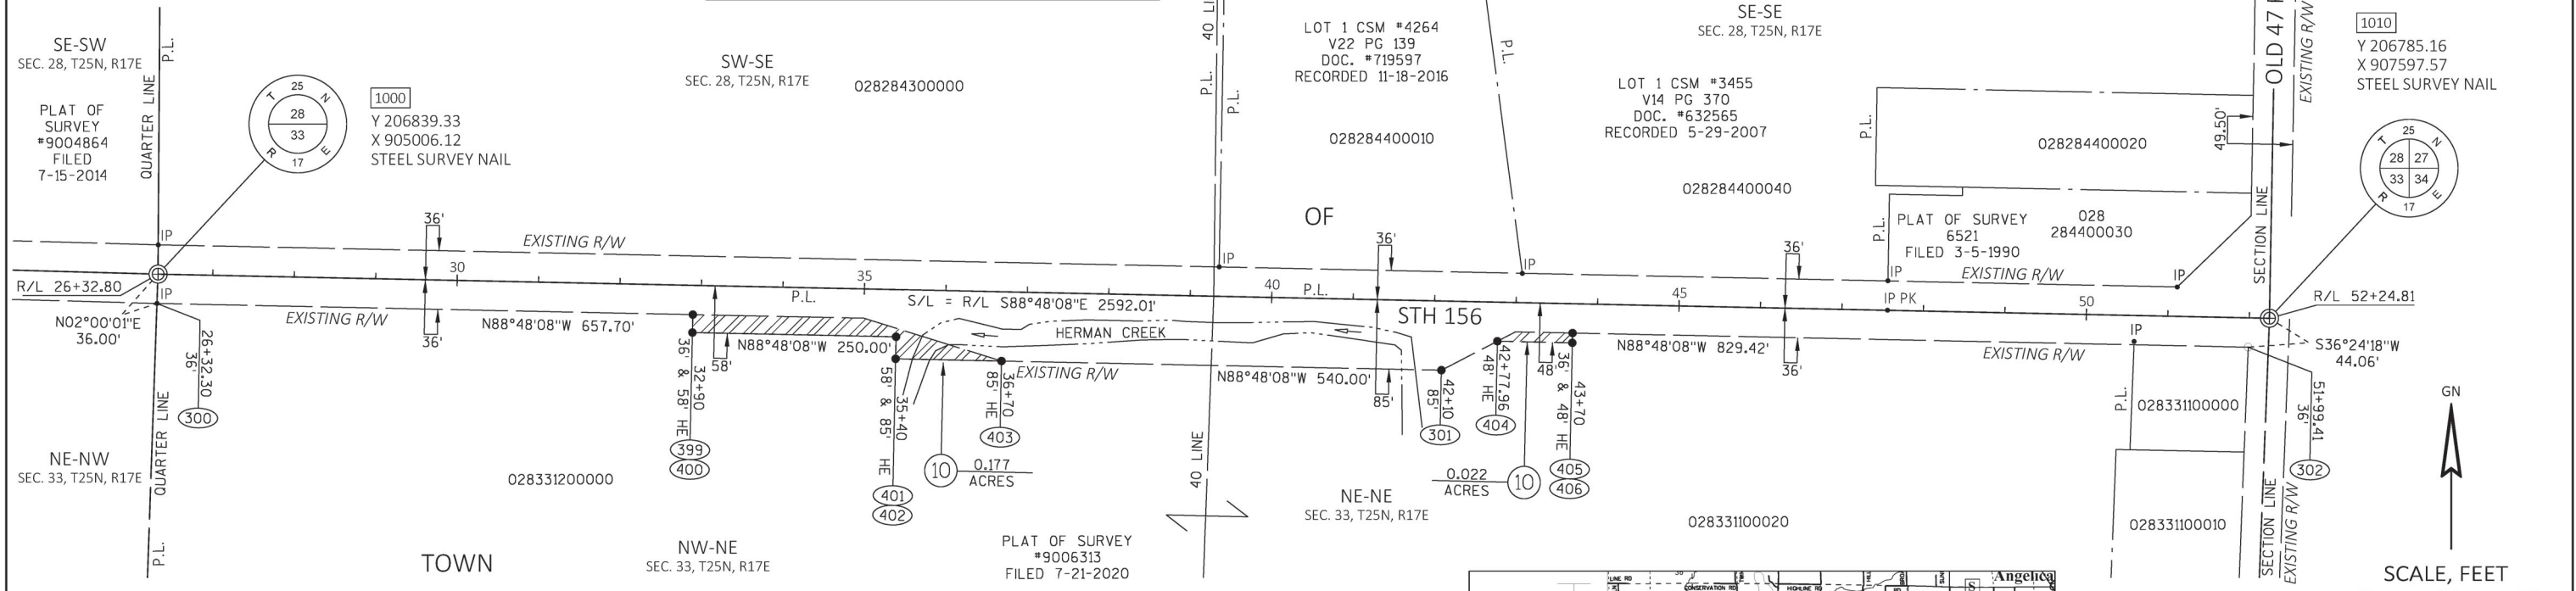 SE-SW
SEC. 28, T25N, R17E
PLAT OF
SURVEY
#9004864
FILED
7-15-2014
QUARTER LINE
P.L.
T 25 N
28
33
R 17 E
1000
Y 206839.33
X 905006.12
STEEL SURVEY NAIL
SW-SE
SEC. 28, T25N, R17E
028284300000
P.L.
P.L.
LOT 1 CSM #4264
V22 PG 139
DOC. #719597
RECORDED 11-18-2016
028284400010
P.L.
SE-SE
SEC. 28, T25N, R17E
LOT 1 CSM #3455
V14 PG 370
DOC. #632565
RECORDED 5-29-2007
028284400040
P.L.
028284400020
49.50'
P.L.
PLAT OF SURVEY
6521
FILED 3-5-1990
028
284400030
SECTION LINE
OLD 47
EXISTING R/W
1010
Y 206785.16
X 907597.57
STEEL SURVEY NAIL
T 25 N
28 27
33 34
R 17 E
OF
IP
36'
EXISTING R/W
IP
36'
IP
36'
IP
EXISTING R/W
IP
30
35
40
45
50
R/L 26+32.80
IP
P.L.
S/L = R/L S88°48'08"E 2592.01'
P.L.
STH 156
IP PK
R/L 52+24.81
N02°00'01"E
36.00'
EXISTING R/W
36'
N88°48'08"W 657.70'
58'
N88°48'08"W 250.00'
HERMAN CREEK
EXISTING R/W
N88°48'08"W 540.00'
85'
48'
N88°48'08"W 829.42'
36'
EXISTING R/W
IP
S36°24'18"W
44.06'
26+32.30
36'
300
32+90
36' & 58' HE
399
400
35+40
58' & 85' HE
401
402
10
0.177
ACRES
36+70
85' HE
403
42+10
85'
301
42+77.96
48' HE
404
0.022
ACRES
10
43+70
36' & 48' HE
405
406
51+99.41
36'
302
P.L.
028331100000
028331100010
SECTION LINE
EXISTING R/W
NE-NW
SEC. 33, T25N, R17E
QUARTER LINE
P.L.
028331200000
TOWN
NW-NE
SEC. 33, T25N, R17E
PLAT OF SURVEY
#9006313
FILED 7-21-2020
40 LINE
NE-NE
SEC. 33, T25N, R17E
028331100020
GN
SCALE, FEET
CONSERVATION RD
HIGHLINE RD
Angelica
S